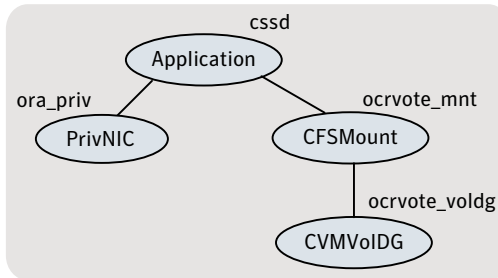 cssd
Application
ora_priv
ocrvote_mnt
PrivNIC
CFSMount
ocrvote_voldg
CVMVolDG